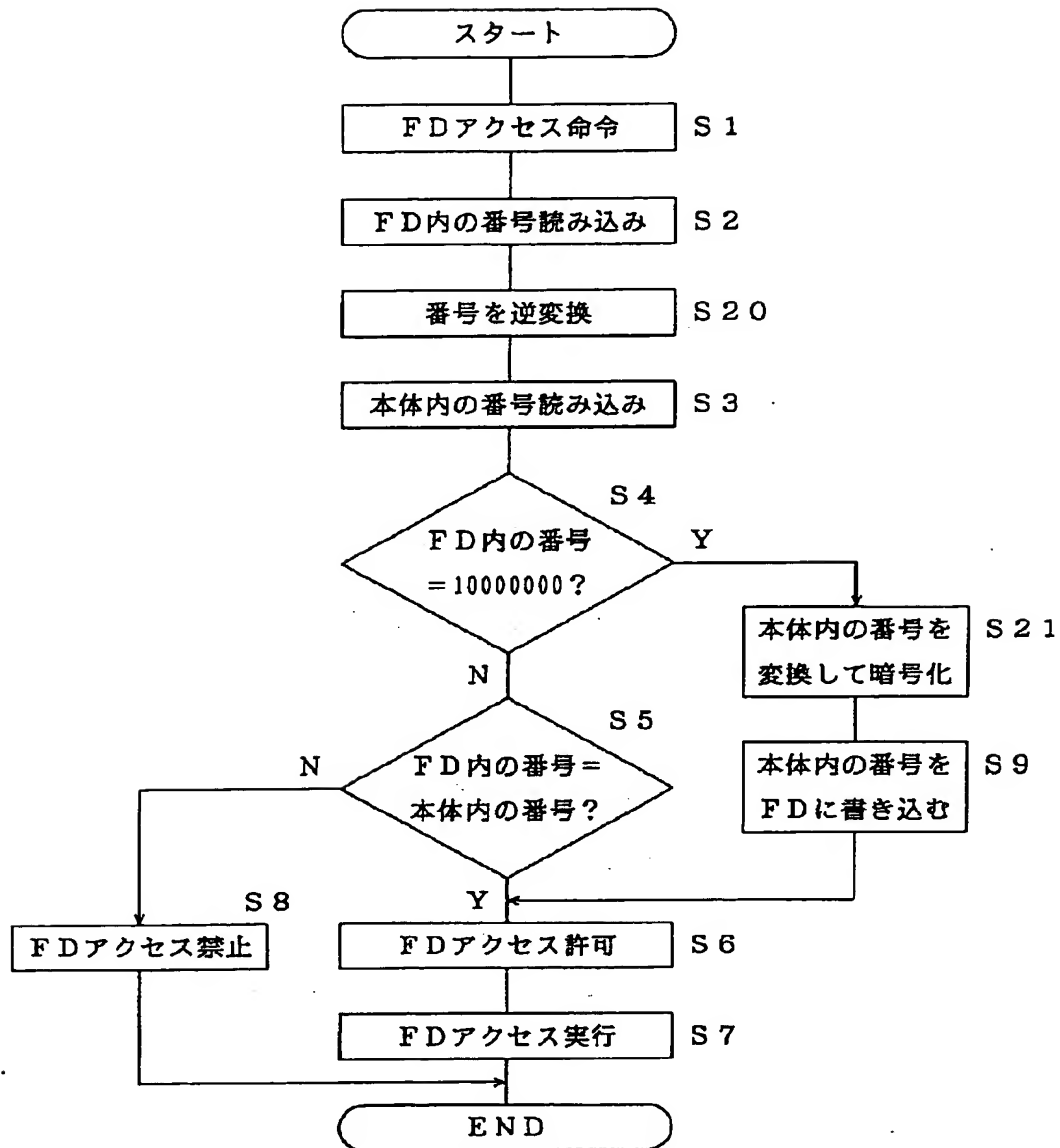 スタート
FDアクセス命令 S1
FD内の番号読み込み S2
番号を逆変換 S20
本体内の番号読み込み S3
S4
FD内の番号
=10000000?
Y
N
本体内の番号を
変換して暗号化
S21
S5
FD内の番号=
本体内の番号?
N
Y
本体内の番号を
FDに書き込む
S9
S8
FDアクセス禁止
FDアクセス許可 S6
FDアクセス実行 S7
END